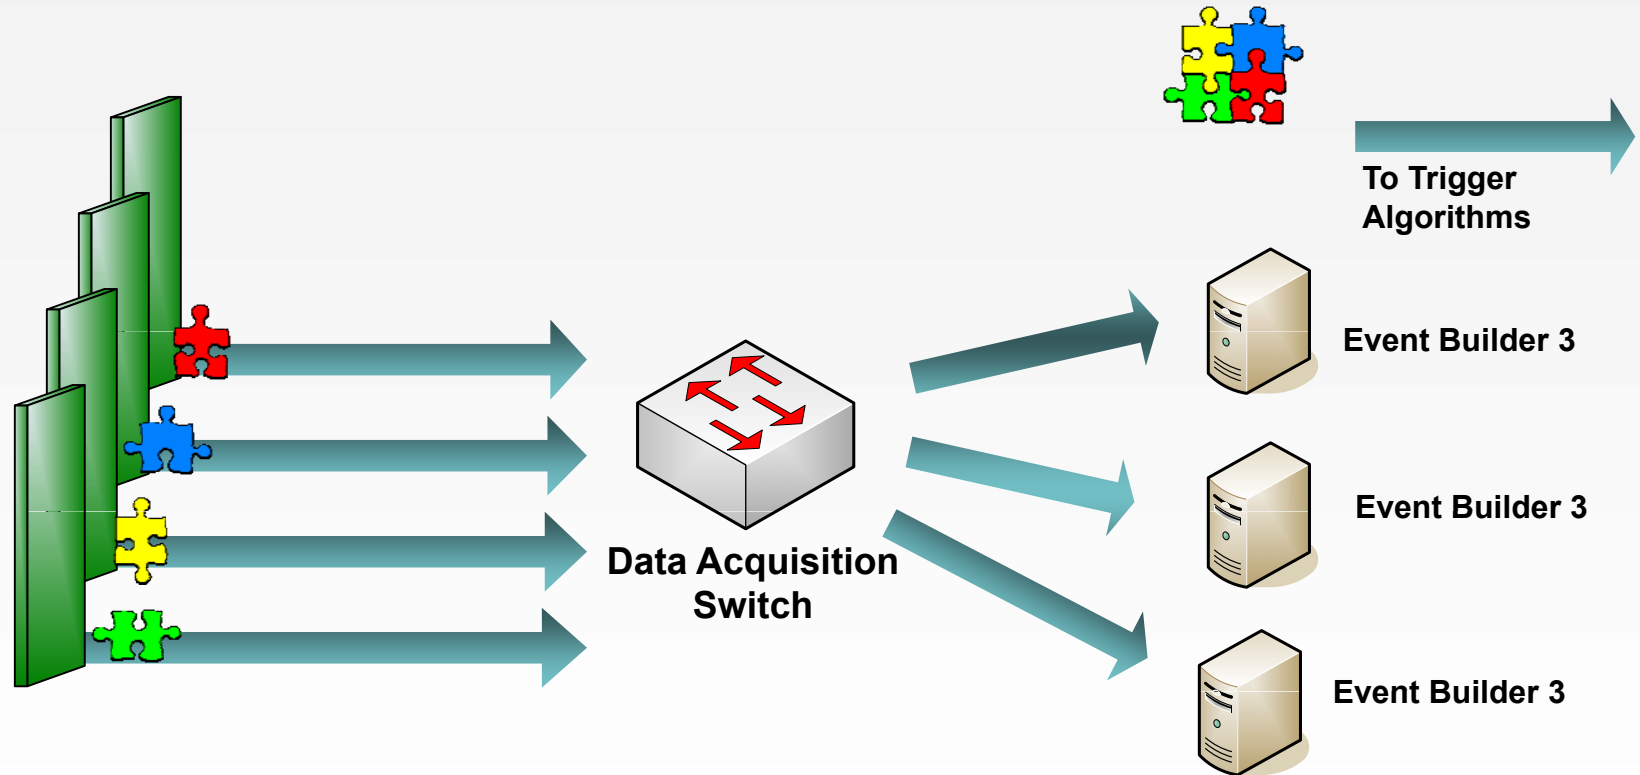 To Trigger
Algorithms
Event Builder 3
Event Builder 3
Data Acquisition
Switch
Event Builder 3